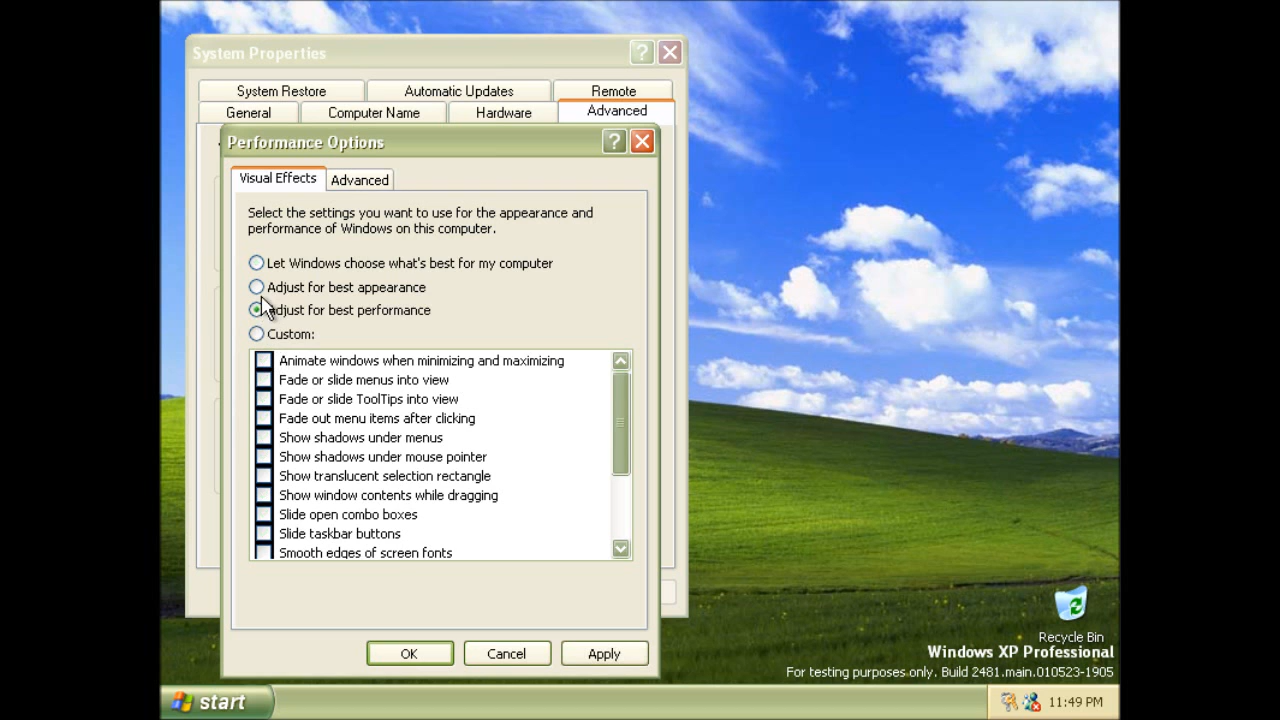 System Properties
System Restore
Automatic Updates
Remote
General
Computer Name
Hardware
Advanced
Performance Options
Visual Effects
Advanced
Select the settings you want to use for the appearance and
performance of Windows on this computer.
Let Windows choose what's best for my computer
Adjust for best appearance
Adjust for best performance
Custom:
Animate windows when minimizing and maximizing
Fade or slide menus into view
Fade or slide ToolTips into view
Fade out menu items after clicking
Show shadows under menus
Show shadows under mouse pointer
Show translucent selection rectangle
Show window contents while dragging
Slide open combo boxes
Slide taskbar buttons
Smooth edges of screen fonts
OK
Cancel
Apply
Recycle Bin
Windows XP Professional
For testing purposes only. Build 2481.main.010523-1905
start
11:49 PM